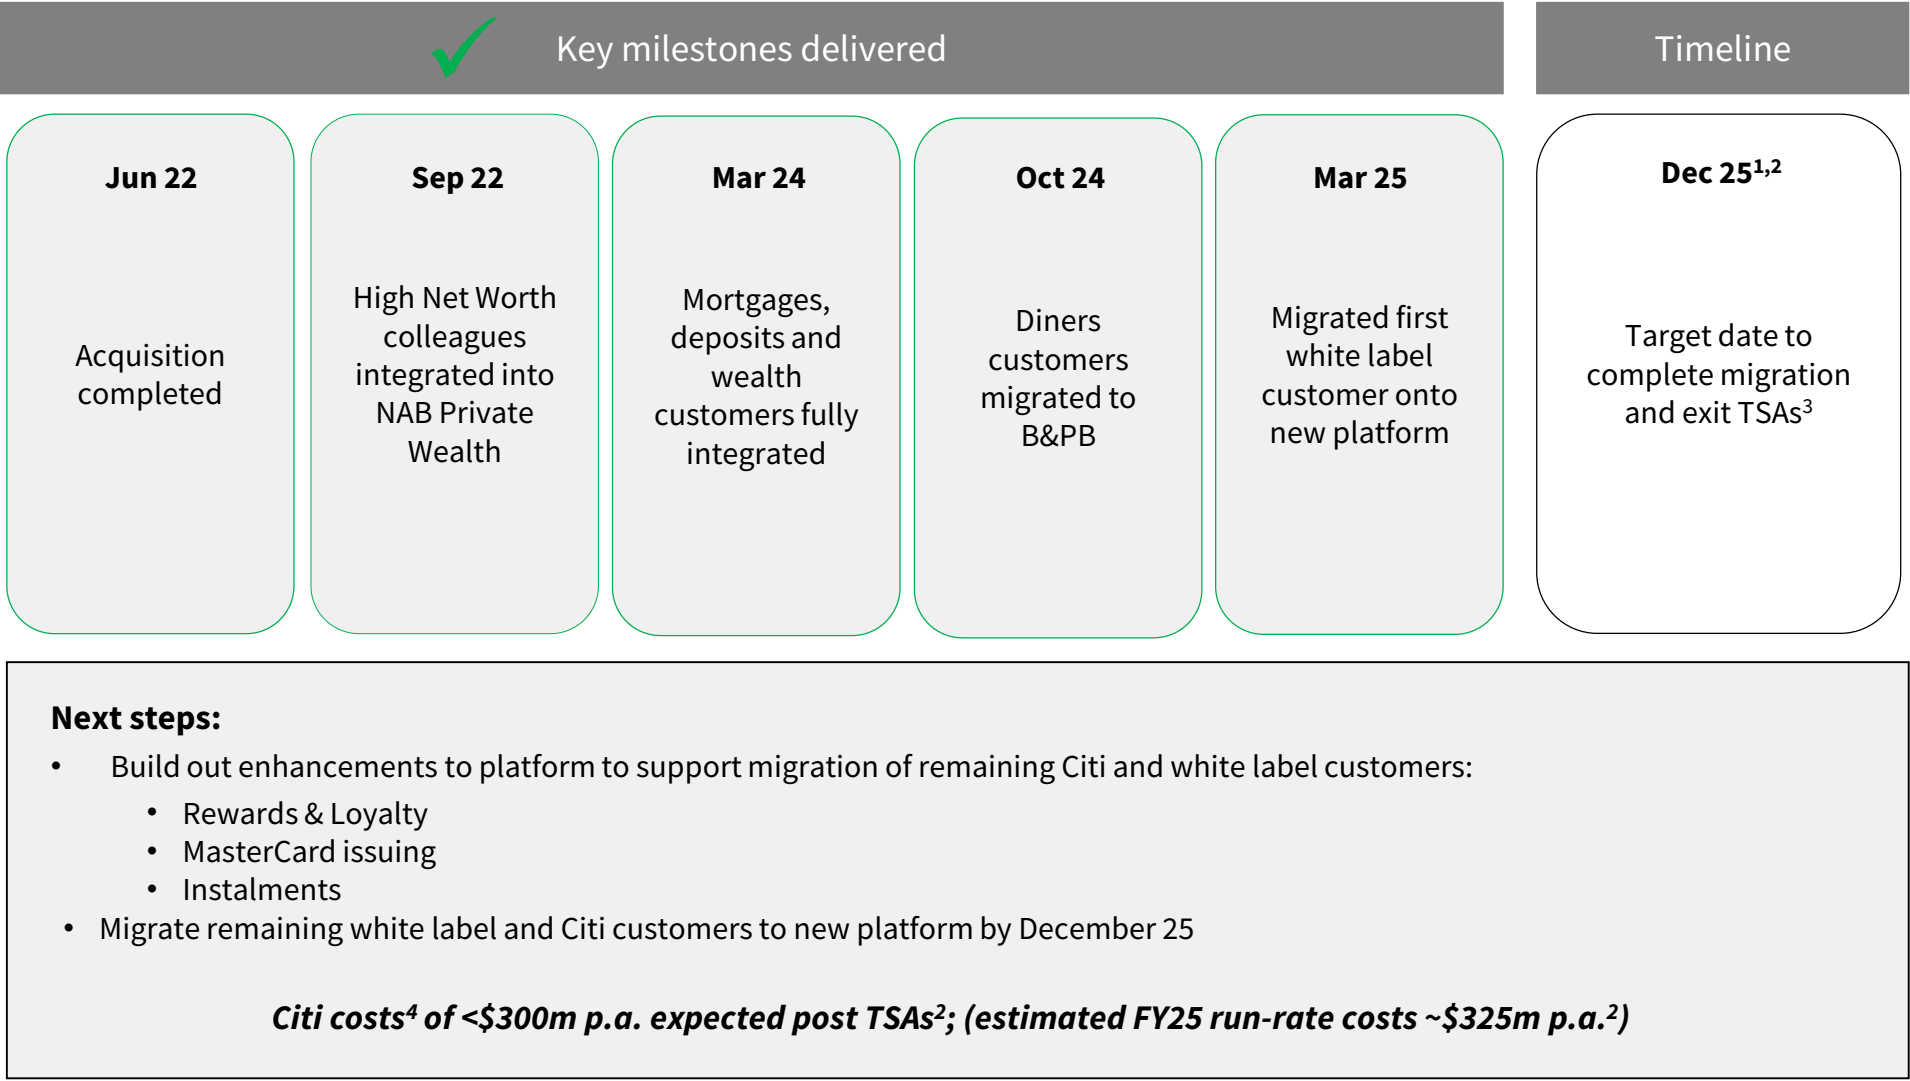 Key milestones delivered
Timeline
Jun 22
Acquisition
completed
Sep 22
High Net Worth
colleagues
integrated into
NAB Private
Wealth
Mar 24
Mortgages,
deposits and
wealth
customers fully
integrated
Oct 24
Diners
customers
migrated to
B&PB
Mar 25
Migrated first
white label
customer onto
new platform
Dec 25¹,²
Target date to
complete migration
and exit TSAs³
Next steps:
• Build out enhancements to platform to support migration of remaining Citi and white label customers:
• Rewards & Loyalty
• MasterCard issuing
• Instalments
• Migrate remaining white label and Citi customers to new platform by December 25
Citi costs⁴ of <$300m p.a. expected post TSAs²; (estimated FY25 run-rate costs ~$325m p.a.²)